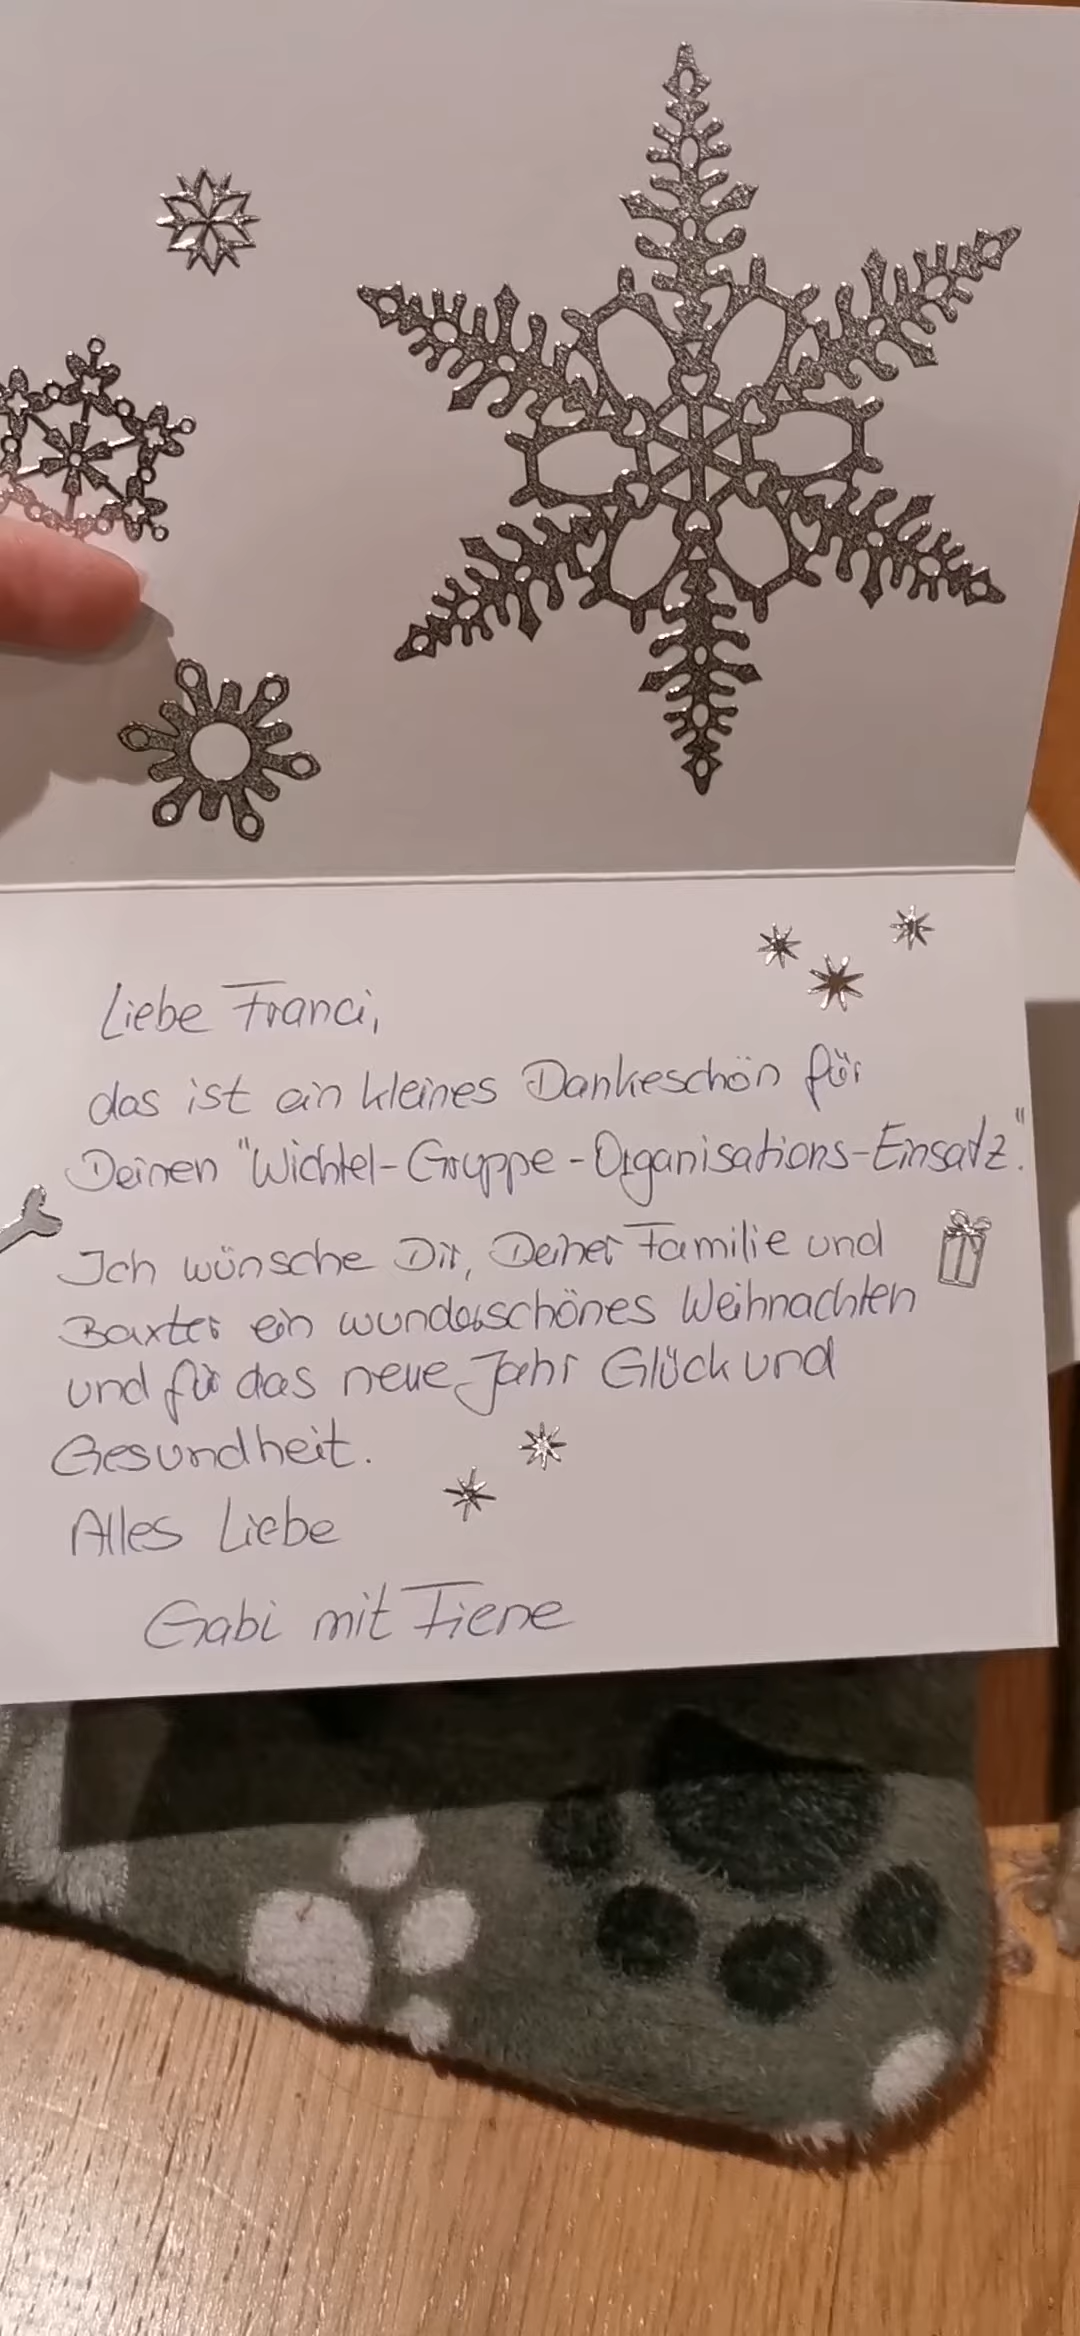 Liebe Franci,
das ist ein kleines Dankeschön für
Deinen "Wichtel-Gruppe-Organisations-Einsatz."
Ich wünsche Dir, Deiner Familie und
Baxter ein wunderschönes Weihnachten
und für das neue Jahr Glück und
Gesundheit.
Alles Liebe
Gabi mit Fiene